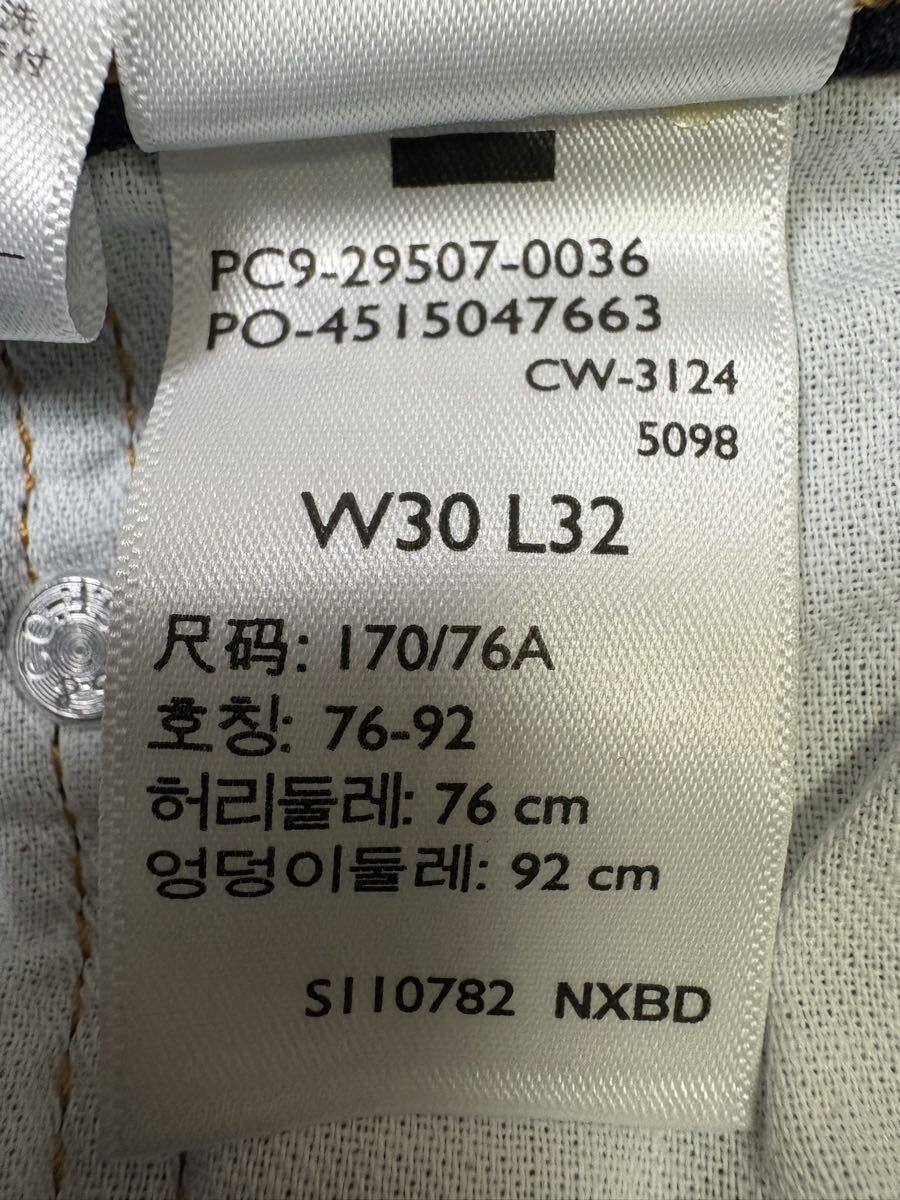 付
PC9-29507-0036
PO-4515047663
CW-3124
5098
W30 L32
尺码: 170/76A
호칭: 76-92
허리둘레: 76 cm
엉덩이둘레: 92 cm
S110782 NXBD